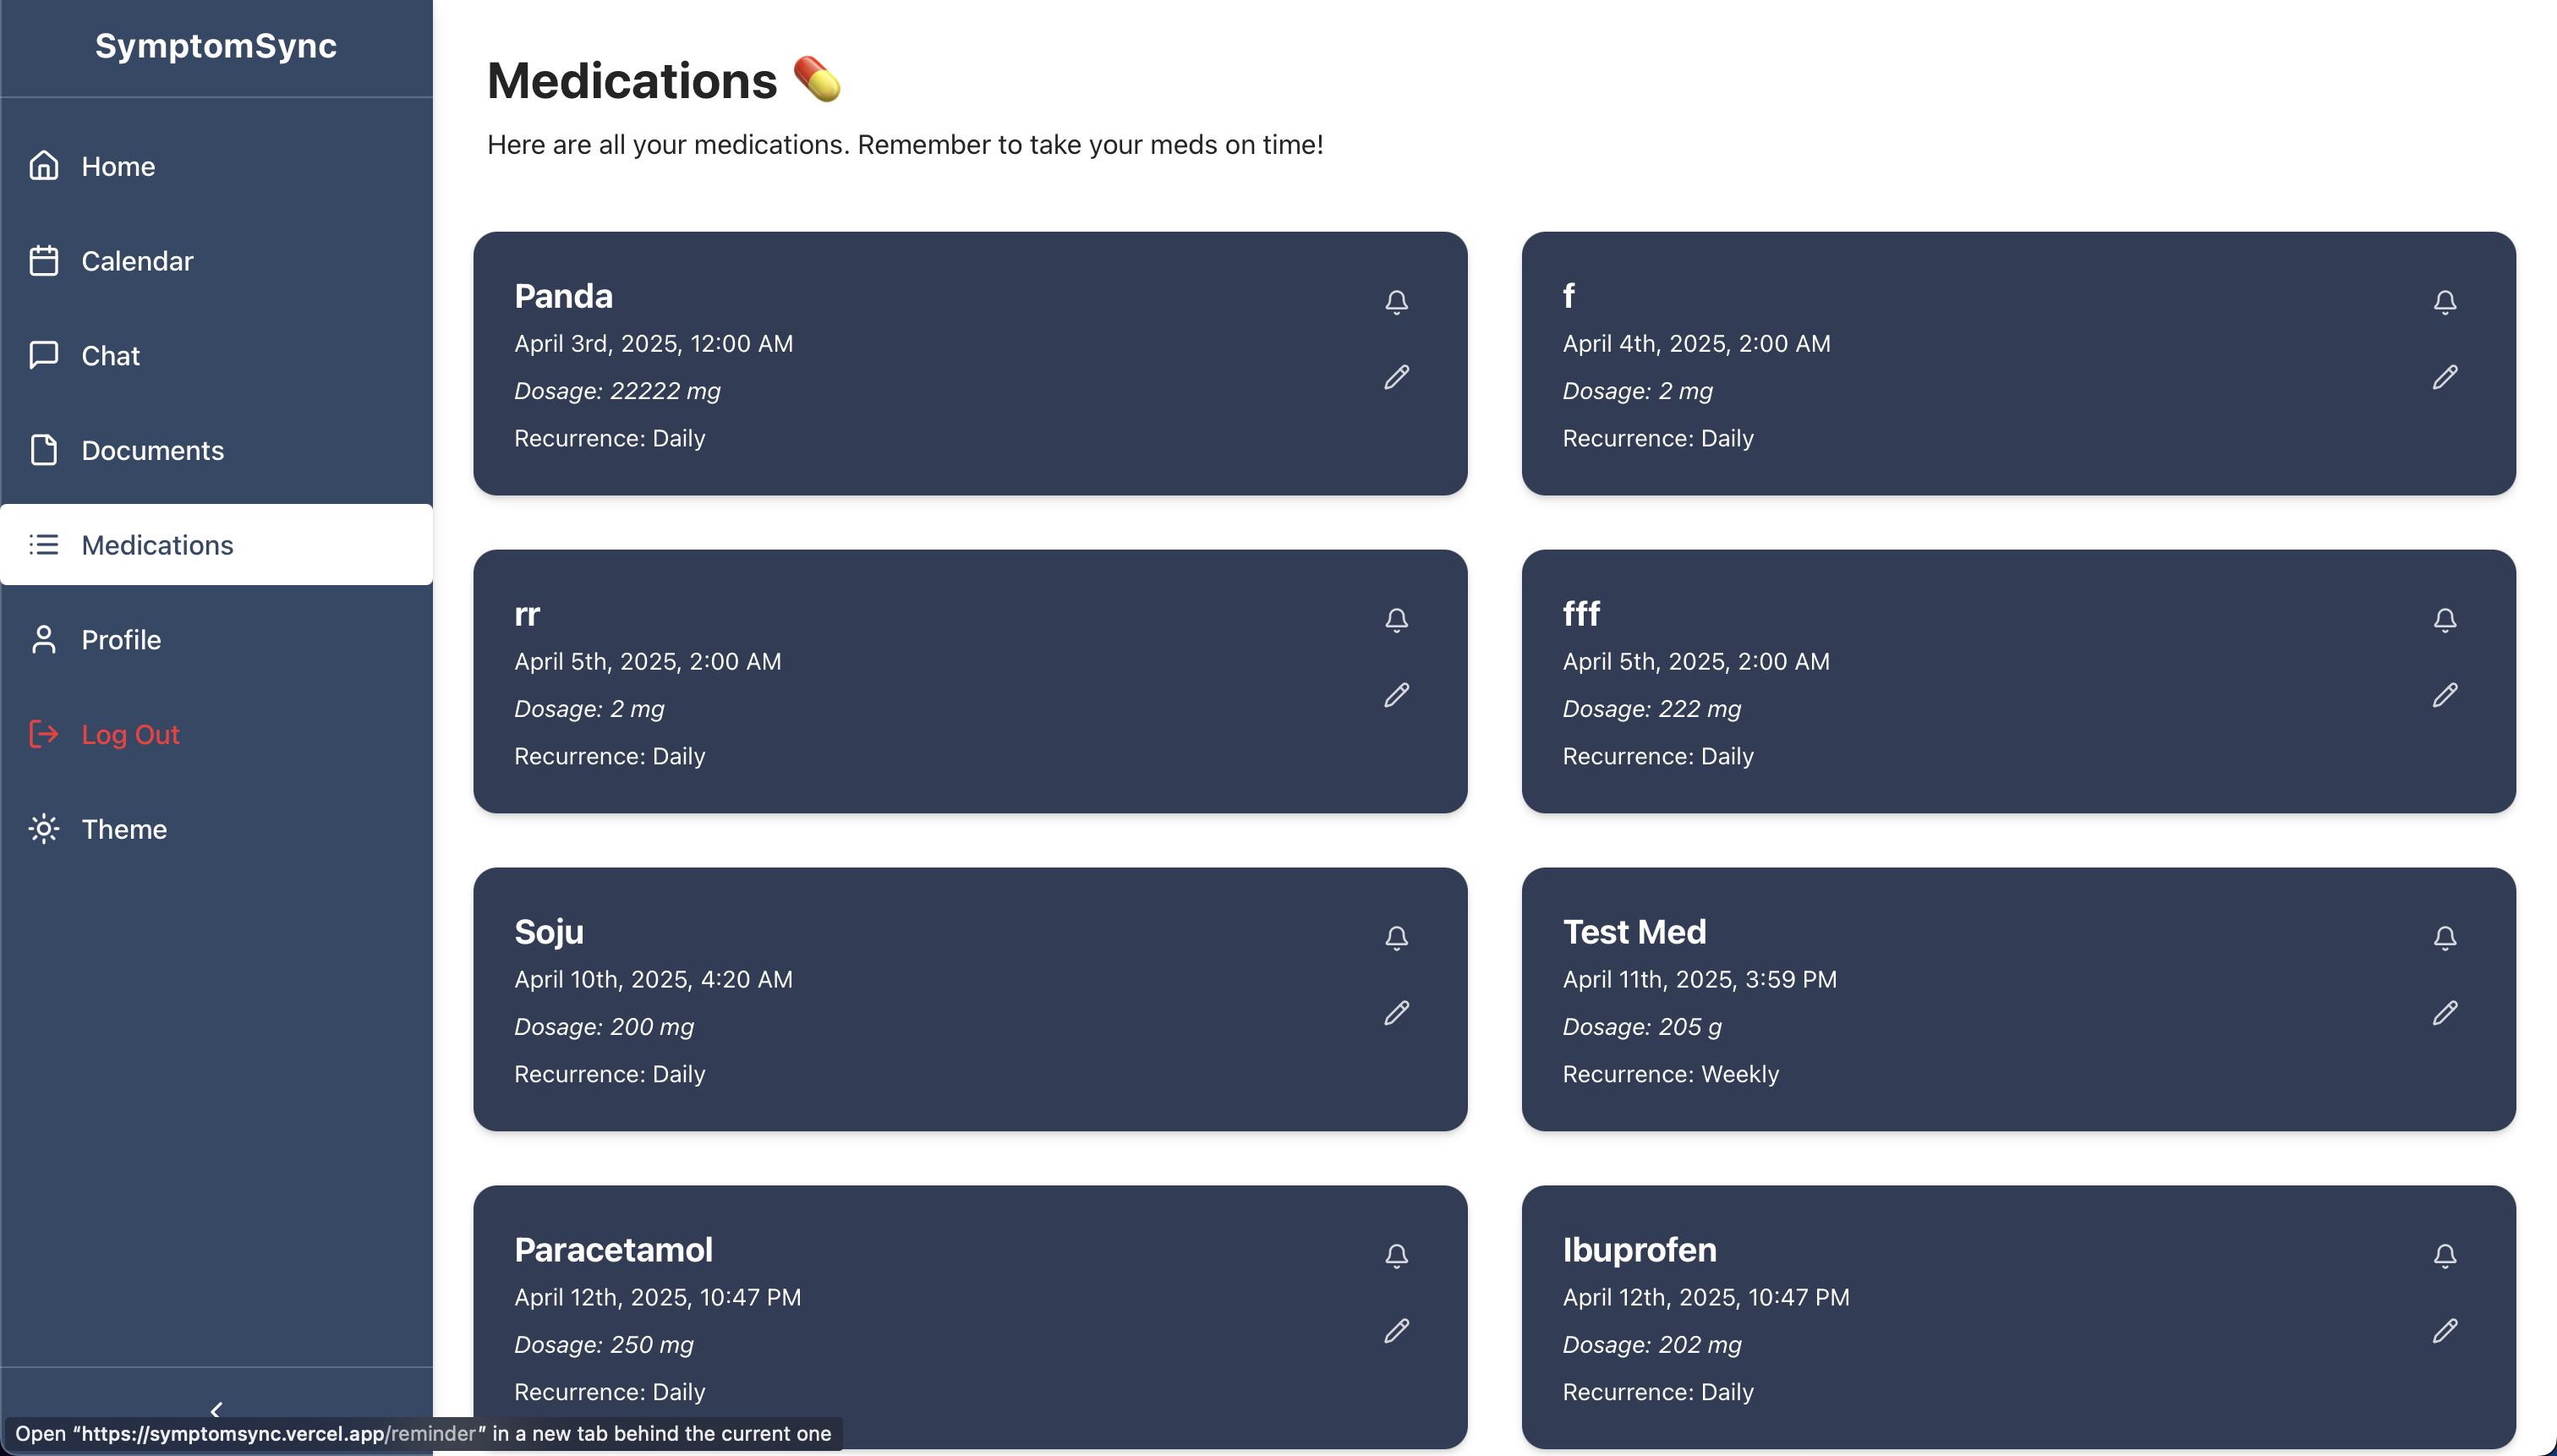 SymptomSync
Home
Calendar
Chat
Documents
Medications
Profile
Log Out
Theme
Medications
Here are all your medications. Remember to take your meds on time!
Panda
April 3rd, 2025, 12:00 AM
Dosage: 22222 mg
Recurrence: Daily
f
April 4th, 2025, 2:00 AM
Dosage: 2 mg
Recurrence: Daily
rr
April 5th, 2025, 2:00 AM
Dosage: 2 mg
Recurrence: Daily
fff
April 5th, 2025, 2:00 AM
Dosage: 222 mg
Recurrence: Daily
Soju
April 10th, 2025, 4:20 AM
Dosage: 200 mg
Recurrence: Daily
Test Med
April 11th, 2025, 3:59 PM
Dosage: 205 g
Recurrence: Weekly
Paracetamol
April 12th, 2025, 10:47 PM
Dosage: 250 mg
Recurrence: Daily
Ibuprofen
April 12th, 2025, 10:47 PM
Dosage: 202 mg
Recurrence: Daily
Open “https://symptomsync.vercel.app/reminder” in a new tab behind the current one